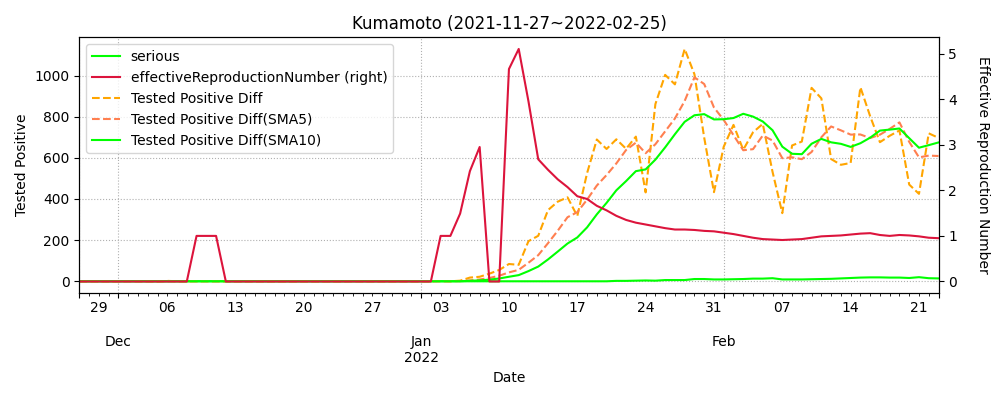 Kumamoto (2021-11-27~2022-02-25)
serious
effectiveReproductionNumber (right)
Tested Positive Diff
Tested Positive Diff(SMA5)
Tested Positive Diff(SMA10)
Tested Positive
1000
800
600
400
200
0
5
4
3
2
1
0
Effective Reproduction Number
29 06 13 20 27 03 10 17 24 31 07 14 21
Dec Jan Feb
2022
Date